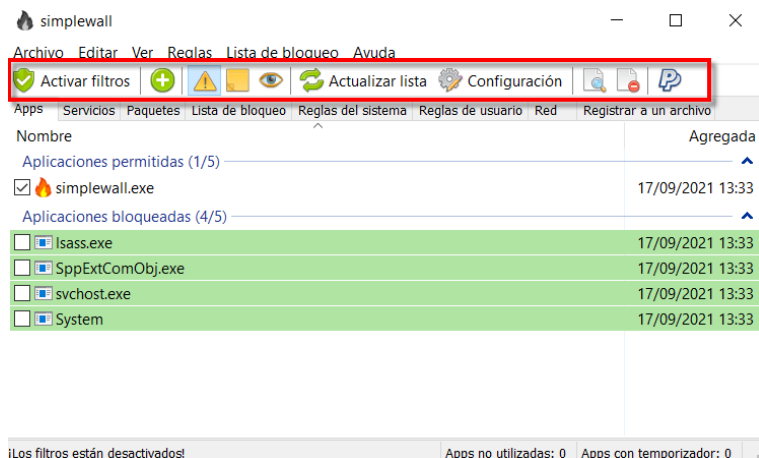 simplewall
Archivo Editar Ver Reglas Lista de bloqueo Ayuda
Activar filtros Actualizar lista Configuración
Apps Servicios Paquetes Lista de bloqueo Reglas del sistema Reglas de usuario Red Registrar a un archivo
Nombre Agregada
Aplicaciones permitidas (1/5)
simplewall.exe 17/09/2021 13:33
Aplicaciones bloqueadas (4/5)
lsass.exe 17/09/2021 13:33
SppExtComObj.exe 17/09/2021 13:33
svchost.exe 17/09/2021 13:33
System 17/09/2021 13:33
¡Los filtros están desactivados! Apps no utilizadas: 0 Apps con temporizador: 0